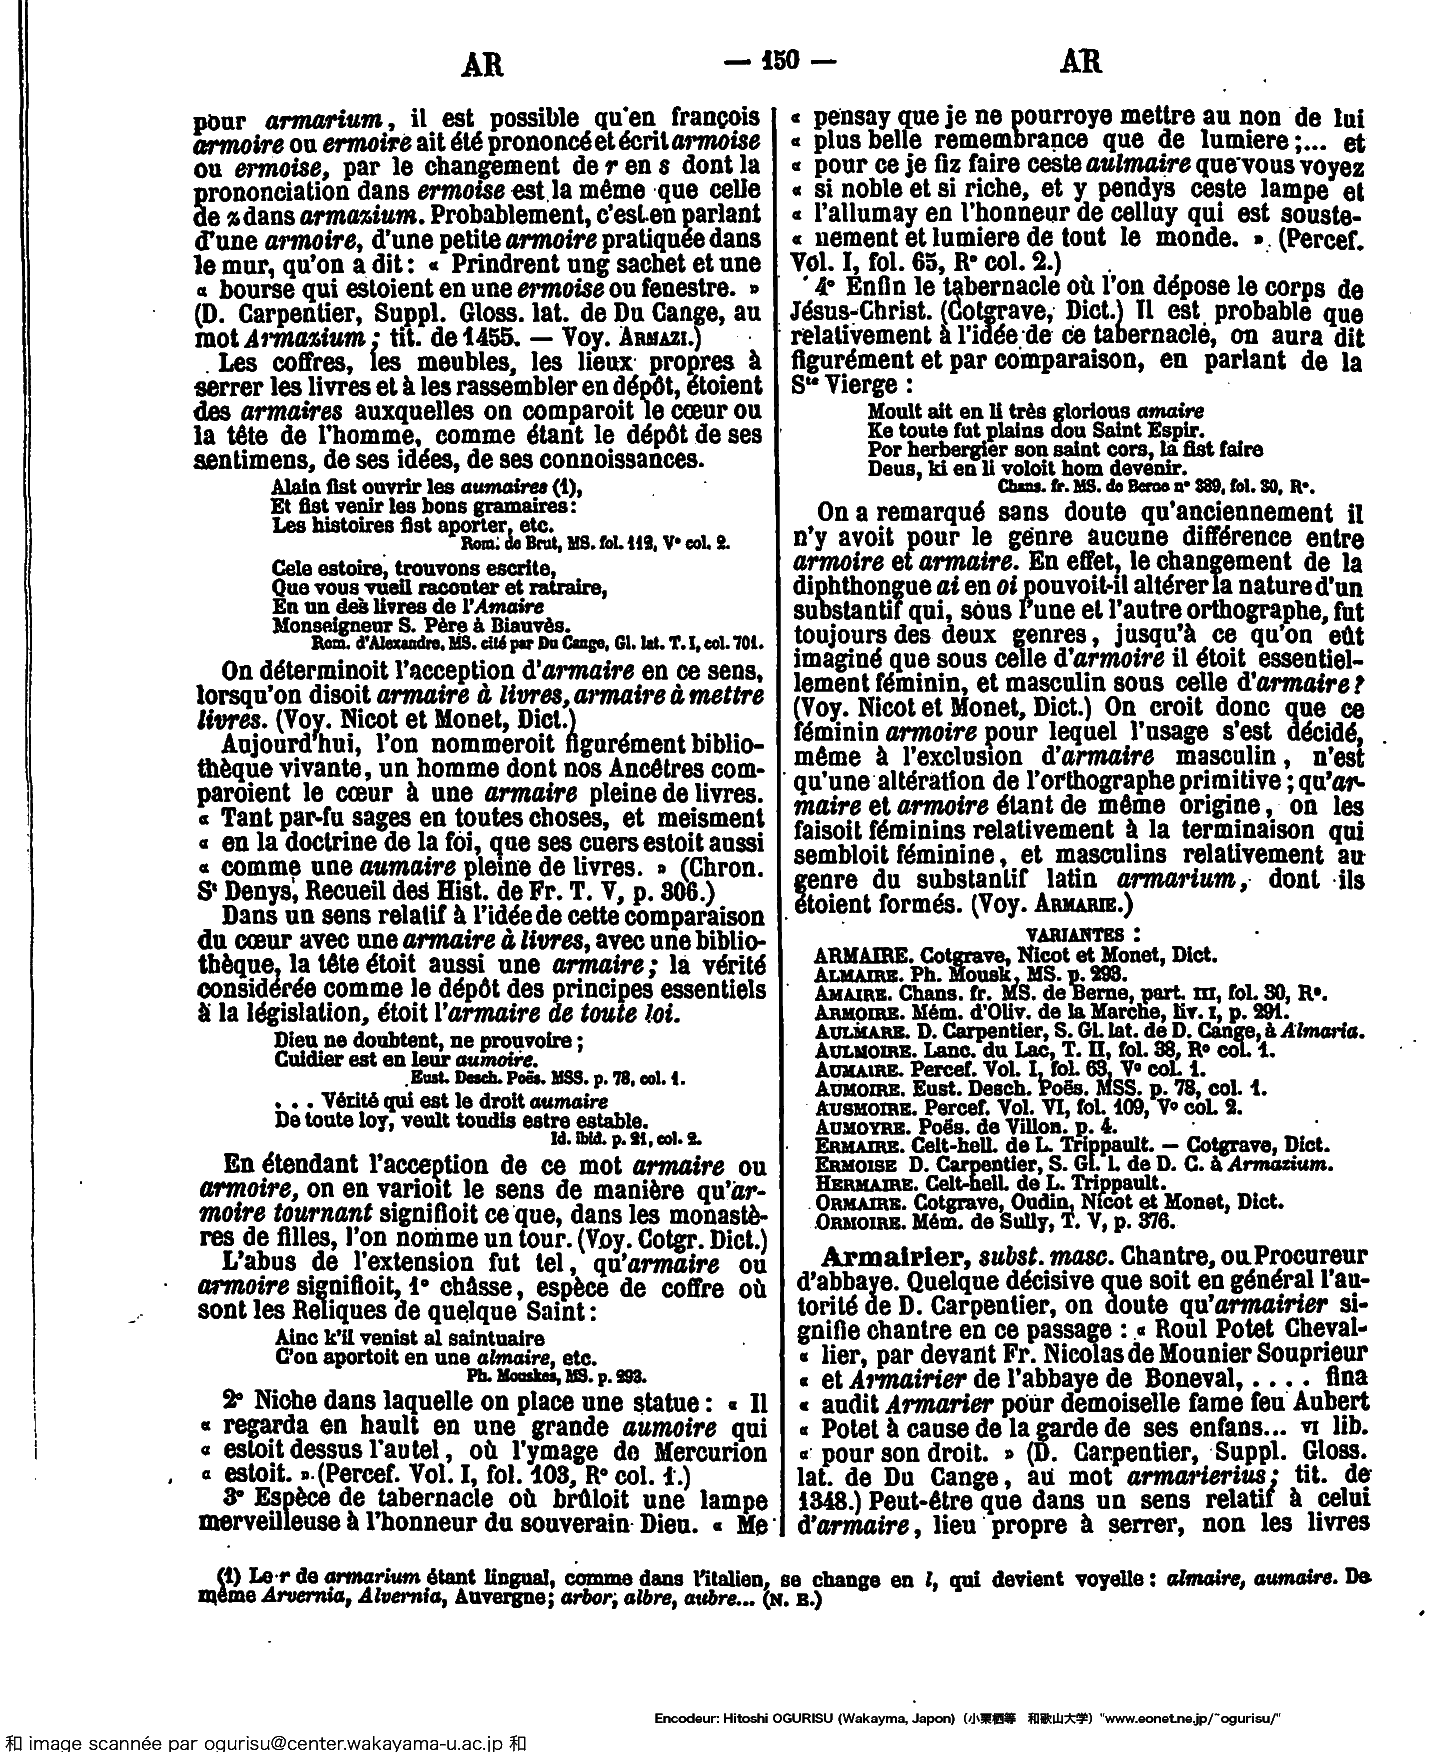 AR — 150 — AR
pour armarium, il est possible qu'en françois
armoire ou ermoire ait été prononcé et écrit armoise
ou ermoise, par le changement de r en s dont la
prononciation dans ermoise est la même que celle
de z dans armazium. Probablement, c'est en parlant
d'une armoire, d'une petite armoire pratiquée dans
le mur, qu'on a dit : « Prindrent ung sachet et une
« bourse qui estoient en une ermoise ou fenestre. »
(D. Carpentier, Suppl. Gloss. lat. de Du Cange, au
mot Armazium ; tit. de 1455. — Voy. ARMAZI.)
Les coffres, les meubles, les lieux propres à
serrer les livres et à les rassembler en dépôt, étoient
des armaires auxquelles on comparoit le cœur ou
la tête de l'homme, comme étant le dépôt de ses
sentimens, de ses idées, de ses connoissances.
Alain fist ouvrir les aumaires (1),
Et fist venir les bons gramaires :
Les histoires fist aporter, etc.
Rom. de Brut, MS. fol. 112, V° col. 2.
Cele estoire, trouvons escrite,
Que vous vueil raconter et ratraire,
En un des livres de l'Amaire
Monseigneur S. Père à Biauvès.
Rom. d'Alexandre, MS. cité par Du Cange, Gl. lat. T. I, col. 701.
On déterminoit l'acception d'armaire en ce sens,
lorsqu'on disoit armaire à livres, armaire à mettre
livres. (Voy. Nicot et Monet, Dict.)
Aujourd'hui, l'on nommeroit figurément biblio-
thèque vivante, un homme dont nos Ancêtres com-
paroient le cœur à une armaire pleine de livres.
« Tant par-fu sages en toutes choses, et meisment
« en la doctrine de la foi, que ses cuers estoit aussi
« comme une aumaire pleine de livres. » (Chron.
St Denys, Recueil des Hist. de Fr. T. V, p. 306.)
Dans un sens relatif à l'idée de cette comparaison
du cœur avec une armaire à livres, avec une biblio-
thèque, la tête étoit aussi une armaire ; la vérité
considérée comme le dépôt des principes essentiels
à la législation, étoit l'armaire de toute loi.
Dieu ne doubtent, ne prouvoire ;
Cuidier est en leur aumoire.
Eust. Desch. Poës. MSS. p. 78, col. 1.
. . . Vérité qui est le droit aumaire
De toute loy, veult toudis estre estable.
Id. ibid. p. 21, col. 2.
En étendant l'acception de ce mot armaire ou
armoire, on en varioit le sens de manière qu'ar-
moire tournant signifioit ce que, dans les monastè-
res de filles, l'on nomme un tour. (Voy. Cotgr. Dict.)
L'abus de l'extension fut tel, qu'armaire ou
armoire signifioit, 1° châsse, espèce de coffre où
sont les Reliques de quelque Saint :
Ainc k'il venist al saintuaire
C'on aportoit en une almaire, etc.
Ph. Mouskes, MS. p. 293.
2° Niche dans laquelle on place une statue : « Il
« regarda en hault en une grande aumoire qui
« estoit dessus l'autel, où l'ymage de Mercurion
« estoit. » (Percef. Vol. I, fol. 103, R° col. 1.)
3° Espèce de tabernacle où brûloit une lampe
merveilleuse à l'honneur du souverain Dieu. « Me
« pensay que je ne pourroye mettre au non de lui
« plus belle remembrance que de lumiere ;... et
« pour ce je fiz faire ceste aulmaire que vous voyez
« si noble et si riche, et y pendys ceste lampe et
« l'allumay en l'honneur de celluy qui est souste-
« nement et lumiere de tout le monde. » (Percef.
Vol. I, fol. 65, R° col. 2.)
4° Enfin le tabernacle où l'on dépose le corps de
Jésus-Christ. (Cotgrave, Dict.) Il est probable que
relativement à l'idée de ce tabernacle, on aura dit
figurément et par comparaison, en parlant de la
Ste Vierge :
Moult ait en li très glorious amaire
Ke toute fut plains dou Saint Espir.
Por herbergier son saint cors, la fist faire
Deus, ki en li voloit hom devenir.
Chans. fr. MS. de Berne n° 389, fol. 30, R°.
On a remarqué sans doute qu'anciennement il
n'y avoit pour le genre aucune différence entre
armoire et armaire. En effet, le changement de la
diphthongue ai en oi pouvoit-il altérer la nature d'un
substantif qui, sous l'une et l'autre orthographe, fut
toujours des deux genres, jusqu'à ce qu'on eût
imaginé que sous celle d'armoire il étoit essentiel-
lement féminin, et masculin sous celle d'armaire ?
(Voy. Nicot et Monet, Dict.) On croit donc que ce
féminin armoire pour lequel l'usage s'est décidé,
même à l'exclusion d'armaire masculin, n'est
qu'une altération de l'orthographe primitive ; qu'ar-
maire et armoire étant de même origine, on les
faisoit féminins relativement à la terminaison qui
sembloit féminine, et masculins relativement au
genre du substantif latin armarium, dont ils
étoient formés. (Voy. ARMARIE.)
VARIANTES :
ARMAIRE. Cotgrave, Nicot et Monet, Dict.
ALMAIRE. Ph. Mousk, MS. p. 293.
AMAIRE. Chans. fr. MS. de Berne, part. III, fol. 30, R°.
ARMOIRE. Mém. d'Oliv. de la Marche, liv. I, p. 291.
AULMARE. D. Carpentier, S. Gl. lat. de D. Cange, à Almaria.
AULMOIRE. Lanc. du Lac, T. II, fol. 38, R° col. 1.
AUMAIRE. Percef. Vol. I, fol. 63, V° col. 1.
AUMOIRE. Eust. Desch. Poës. MSS. p. 78, col. 1.
AUSMOIRE. Percef. Vol. VI, fol. 109, V° col. 2.
AUMOYRE. Poës. de Villon. p. 4.
ERMAIRE. Celt-hell. de L. Trippault. — Cotgrave, Dict.
ERMOISE D. Carpentier, S. Gl. l. de D. C. à Armazium.
HERMAIRE. Celt-hell. de L. Trippault.
ORMAIRE. Cotgrave, Oudin, Nicot et Monet, Dict.
ORMOIRE. Mém. de Sully, T. V, p. 376.
Armairier, subst. masc. Chantre, ou Procureur
d'abbaye. Quelque décisive que soit en général l'au-
torité de D. Carpentier, on doute qu'armairier si-
gnifie chantre en ce passage : « Roul Potet Cheval-
« lier, par devant Fr. Nicolas de Mounier Souprieur
« et Armairier de l'abbaye de Boneval, . . . . fina
« audit Armarier pour demoiselle fame feu Aubert
« Potet à cause de la garde de ses enfans... VI lib.
« pour son droit. » (D. Carpentier, Suppl. Gloss.
lat. de Du Cange, au mot armarierius ; tit. de
1348.) Peut-être que dans un sens relatif à celui
d'armaire, lieu propre à serrer, non les livres
(1) Le r de armarium étant lingual, comme dans l'italien, se change en l, qui devient voyelle : almaire, aumaire. De
même Arvernia, Alvernia, Auvergne ; arbor, albre, aubre... (N. E.)
Encodeur: Hitoshi OGURISU (Wakayma, Japon) (小栗栖等 和歌山大学) "www.eonet.ne.jp/~ogurisu/"
和 image scannée par ogurisu@center.wakayama-u.ac.jp 和